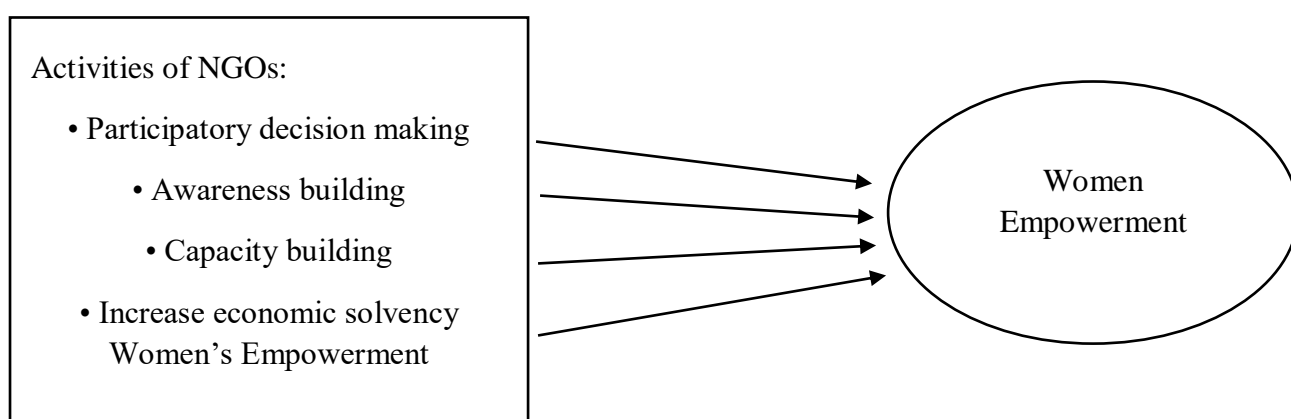 Activities of NGOs:
• Participatory decision making
• Awareness building
• Capacity building
• Increase economic solvency
Women’s Empowerment
Women
Empowerment